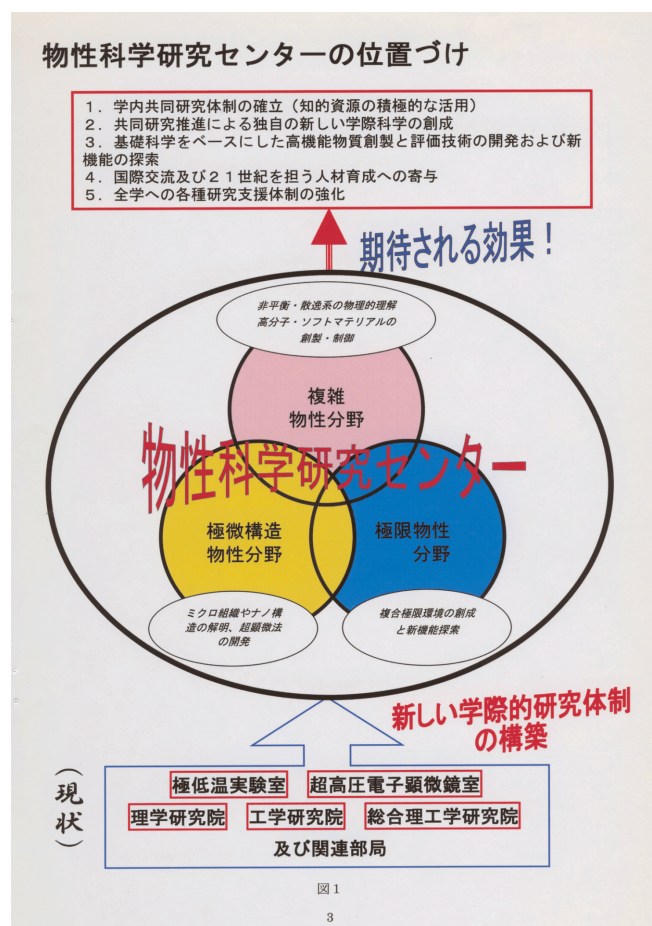 物性科学研究センターの位置づけ
１．学内共同研究体制の確立（知的資源の積極的な活用）
２．共同研究推進による独自の新しい学際科学の創成
３．基礎科学をベースにした高機能物質創製と評価技術の開発および新
機能の探索
４．国際交流及び２１世紀を担う人材育成への寄与
５．全学への各種研究支援体制の強化
期待される効果！
非平衡・散逸系の物理的理解
高分子・ソフトマテリアルの
創製・制御
複雑
物性分野
物性科学研究センター
極微構造
物性分野
極限物性
分野
ミクロ組織やナノ構
造の解明、超顕微法
の開発
複合極限環境の創成
と新機能探索
新しい学際的研究体制
の構築
（現状）
極低温実験室 超高圧電子顕微鏡室
理学研究院 工学研究院 総合理工学研究院
及び関連部局
図１
3